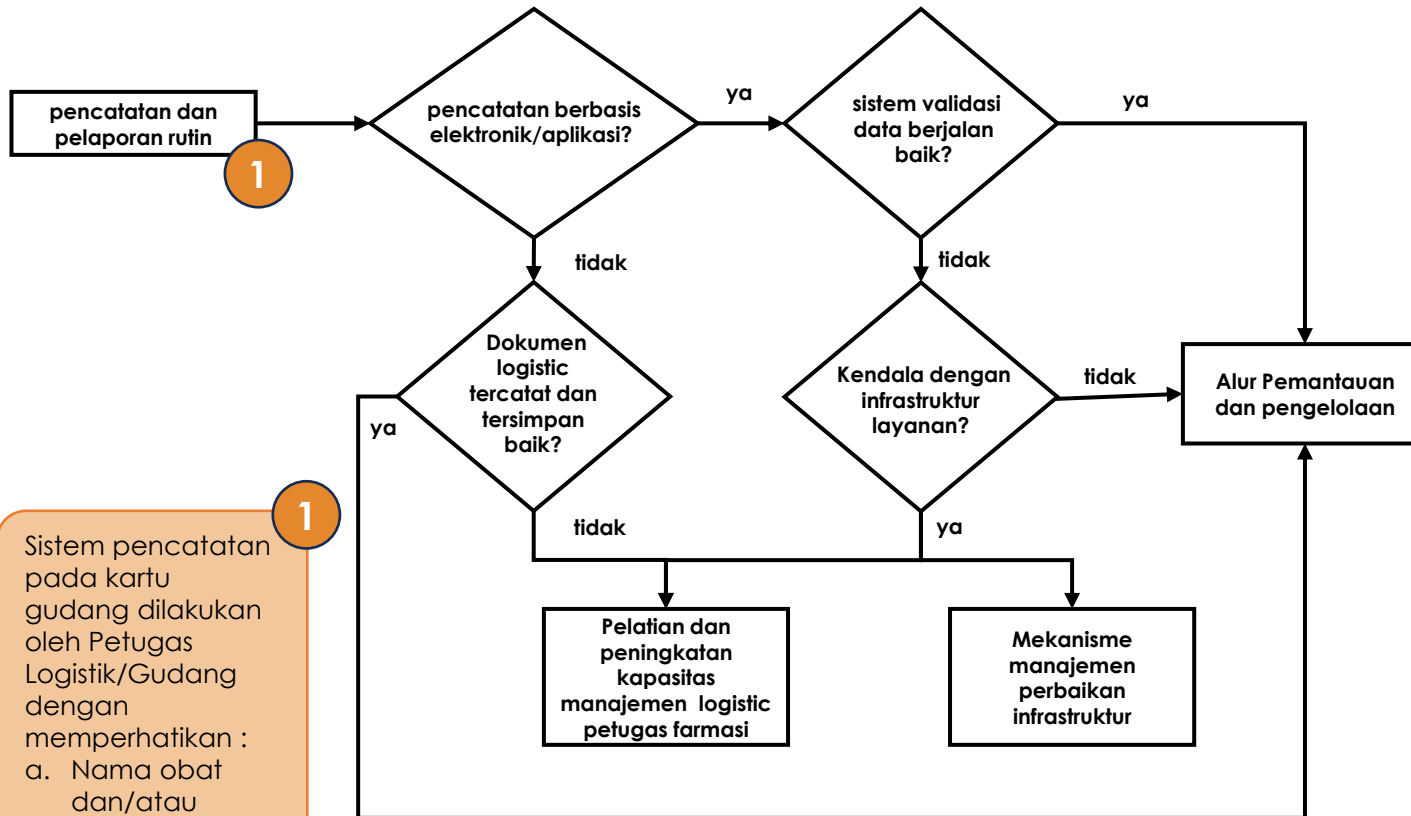 pencatatan dan
pelaporan rutin
1
pencatatan berbasis
elektronik/aplikasi?
ya
sistem validasi
data berjalan
baik?
ya
tidak
tidak
Dokumen
logistic
tercatat dan
tersimpan
baik?
ya
tidak
Kendala dengan
infrastruktur
layanan?
tidak
ya
Alur Pemantauan
dan pengelolaan
Pelatian dan
peningkatan
kapasitas
manajemen logistic
petugas farmasi
Mekanisme
manajemen
perbaikan
infrastruktur
1
Sistem pencatatan
pada kartu
gudang dilakukan
oleh Petugas
Logistik/Gudang
dengan
memperhatikan :
a. Nama obat
dan/atau